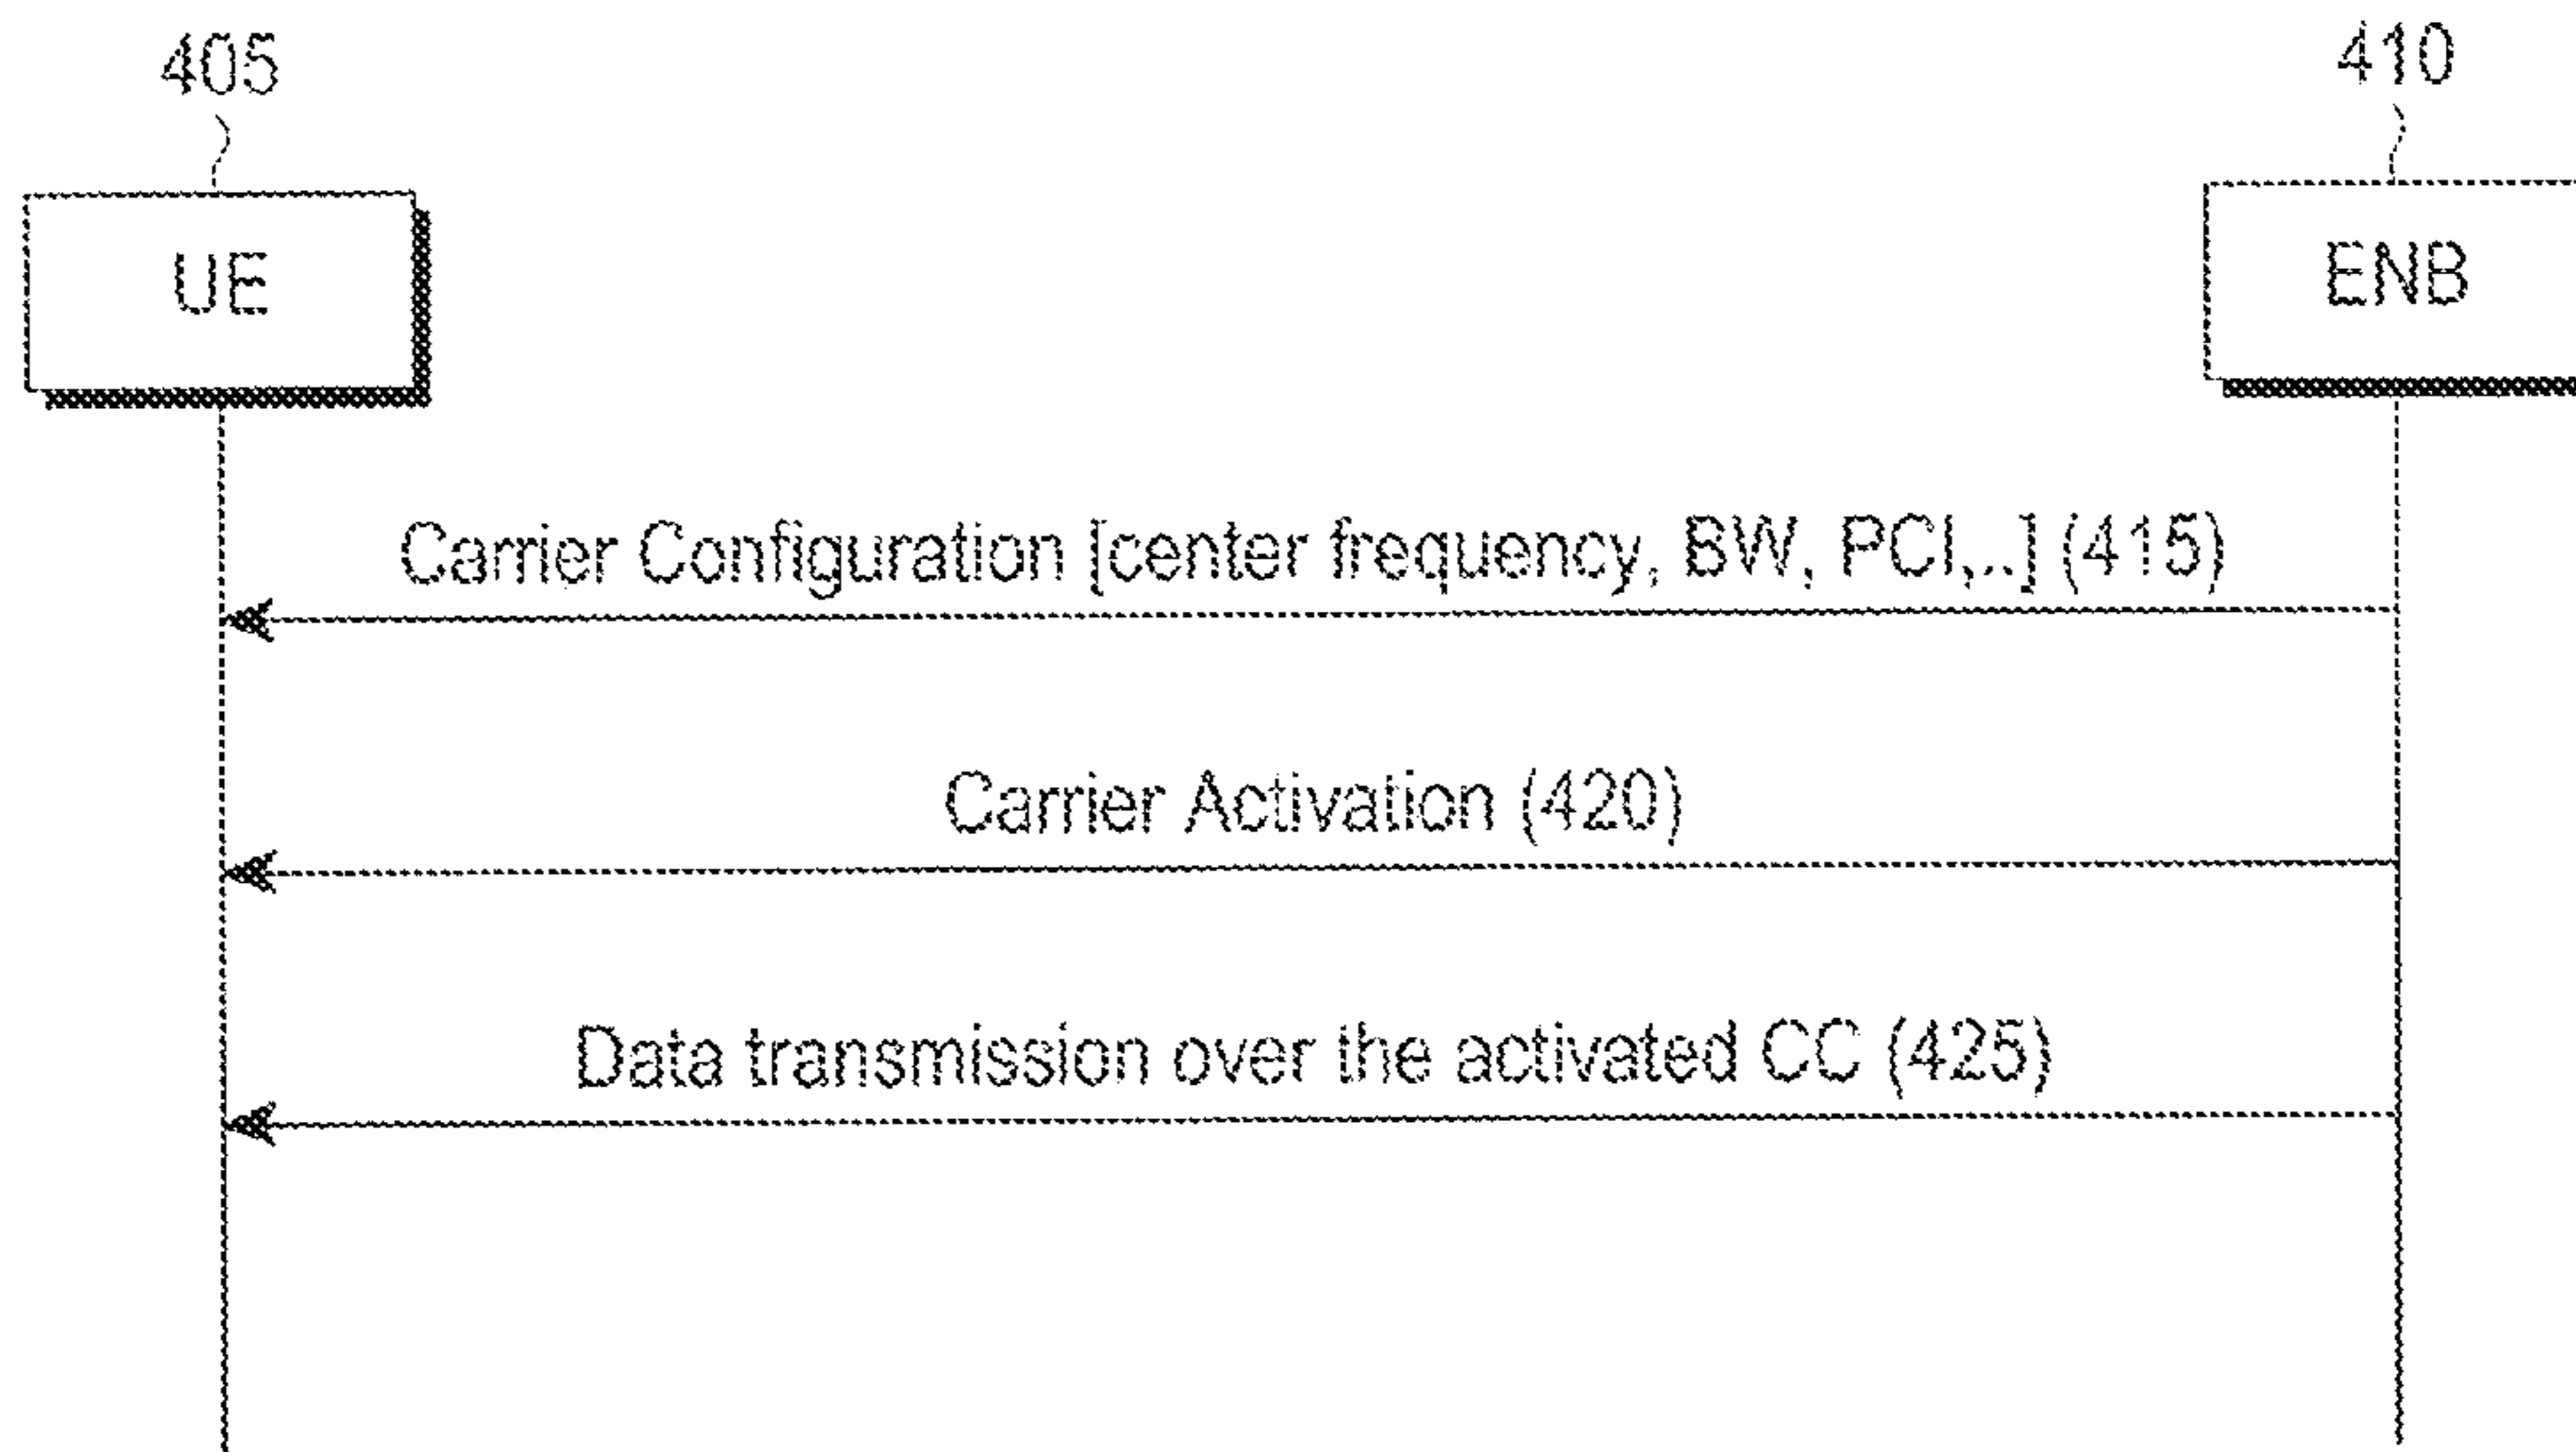 405
410
UE
ENB
Carrier Configuration [center frequency, BW, PCI,..] (415)
Carrier Activation (420)
Data transmission over the activated CC (425)